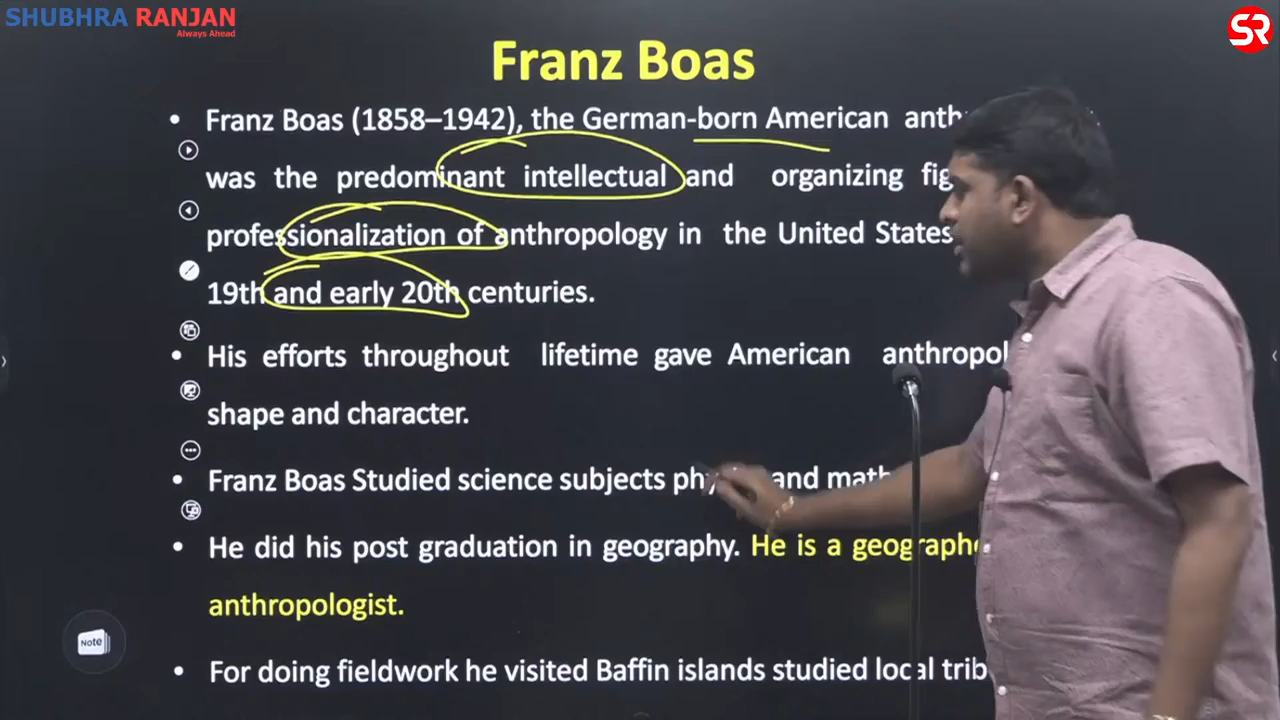 SHUBHRA RANJAN
Always Ahead
SR
Franz Boas
• Franz Boas (1858–1942), the German-born American
was the predominant intellectual and organizing
professionalization of anthropology in the United States
19th and early 20th centuries.
• His efforts throughout lifetime gave American
shape and character.
• Franz Boas Studied science subjects and
• He did his post graduation in geography. He is a
anthropologist.
• For doing fieldwork he visited Baffin islands studied local
Note